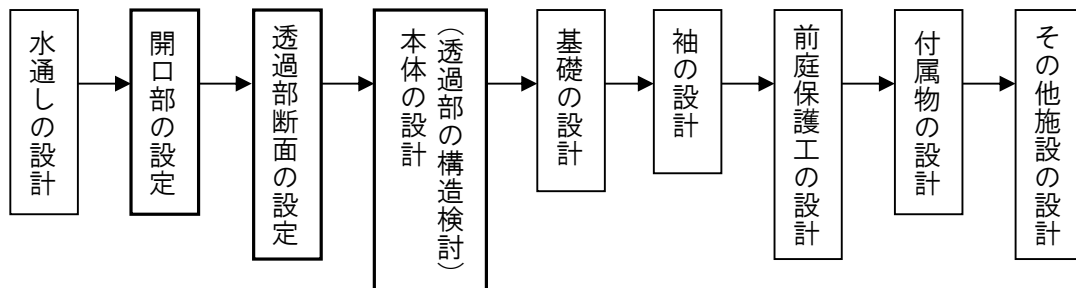 水通しの設計
開口部の設定
透過部断面の設定
本体の設計
（透過部の構造検討）
基礎の設計
袖の設計
前庭保護工の設計
付属物の設計
その他施設の設計